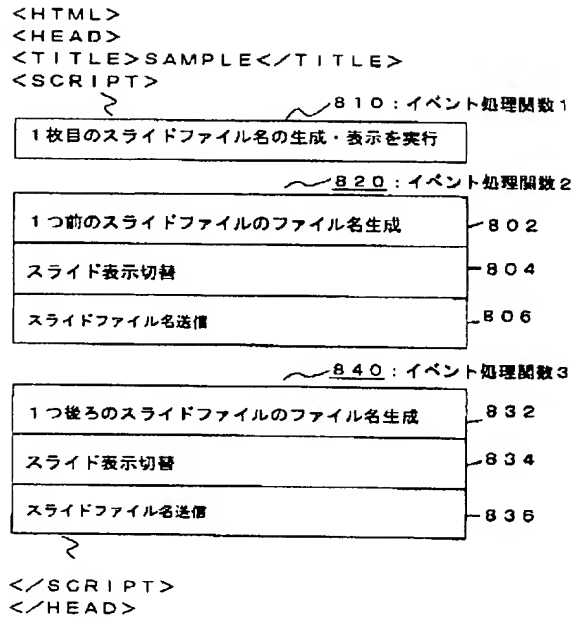 <HTML>
<HEAD>
<TITLE>SAMPLE</TITLE>
<SCRIPT>
810:イベント処理関数1
1枚目のスライドファイル名の生成・表示を実行
820:イベント処理関数2
1つ前のスライドファイルのファイル名生成
802
スライド表示切替
804
スライドファイル名送信
806
840:イベント処理関数3
1つ後ろのスライドファイルのファイル名生成
832
スライド表示切替
834
スライドファイル名送信
836
</SCRIPT>
</HEAD>